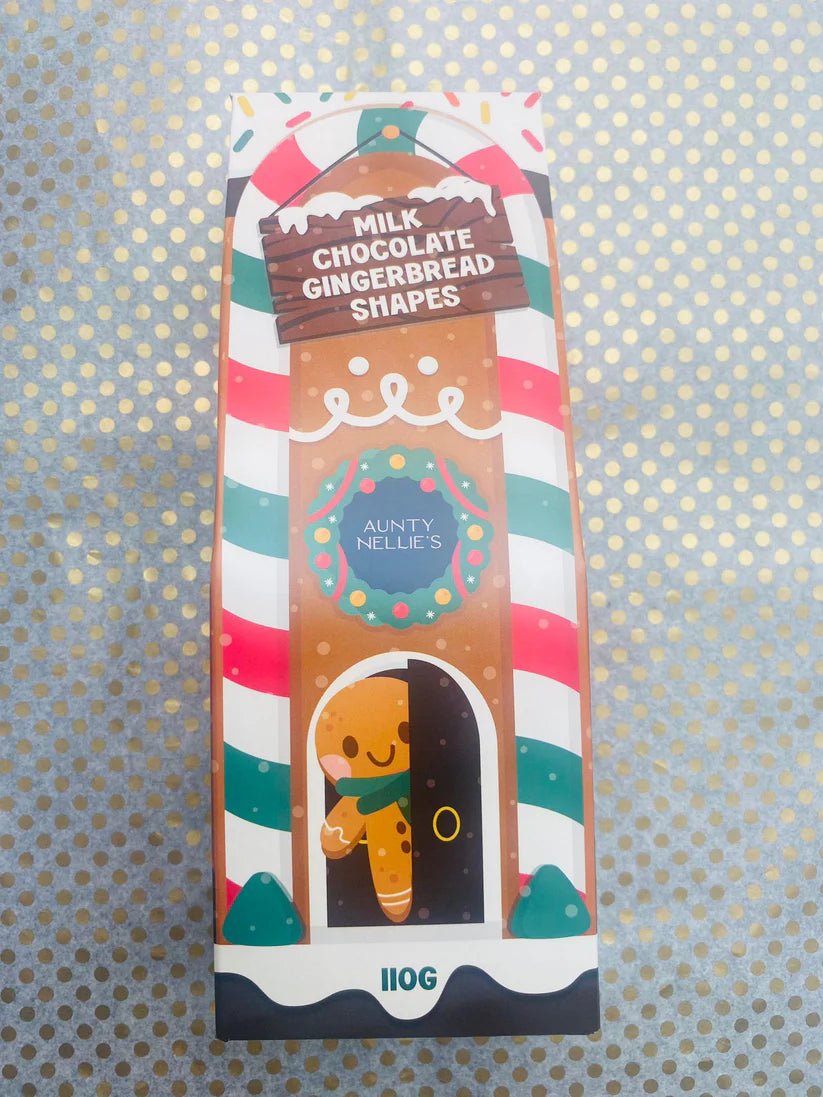 MILK
CHOCOLATE
GINGERBREAD
SHAPES
AUNTY
NELLIE'S
110G